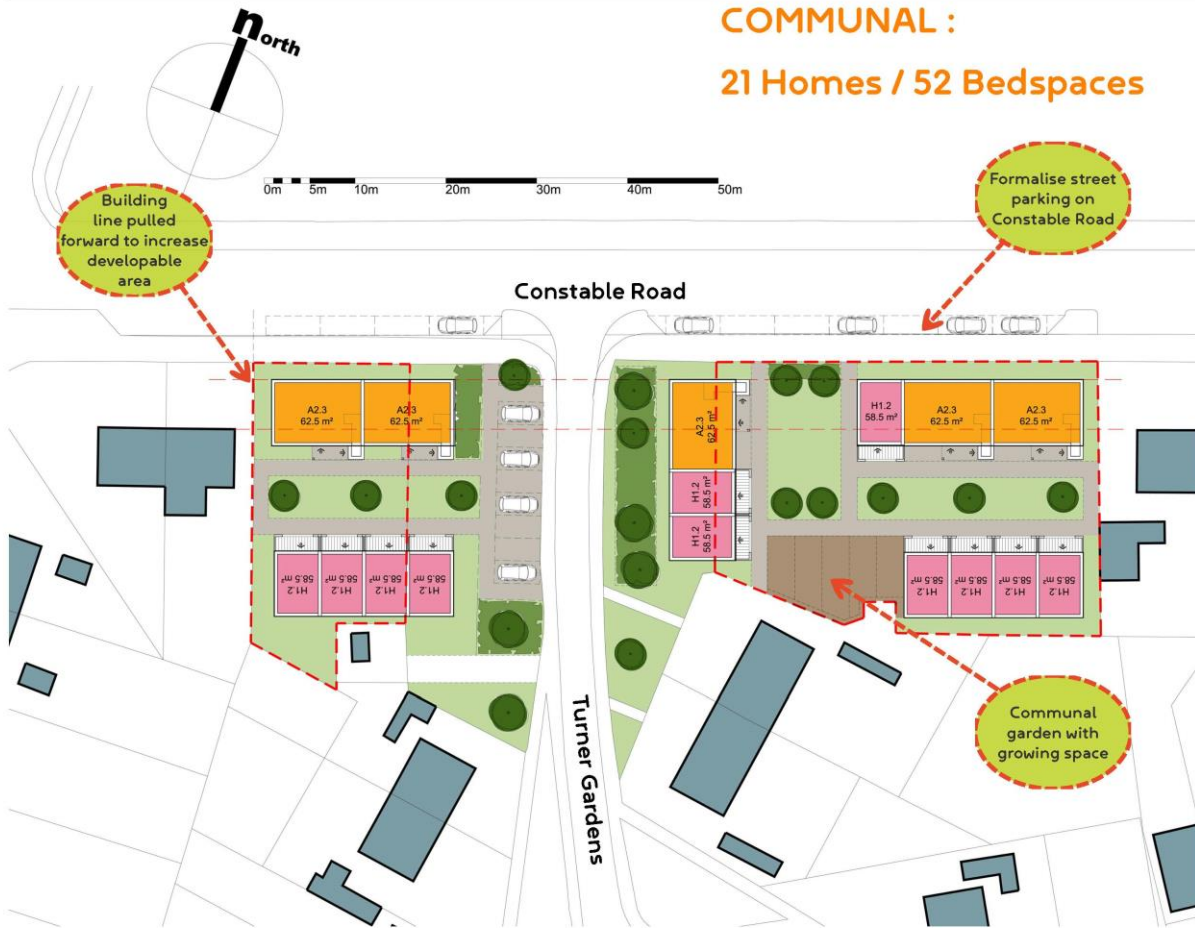 COMMUNAL :
21 Homes / 52 Bedspaces
north
0m 5m 10m 20m 30m 40m 50m
Building
line pulled
forward to increase
developable
area
Formalise street
parking on
Constable Road
Constable Road
A2.3
62.5 m²
A2.3
62.5 m²
A2.3
62.5 m²
H1.2
58.5 m²
A2.3
62.5 m²
A2.3
62.5 m²
H1.2
58.5 m²
H1.2
58.5 m²
H1.2
58.5 m²
H1.2
58.5 m²
H1.2
58.5 m²
H1.2
58.5 m²
H1.2
58.5 m²
H1.2
58.5 m²
H1.2
58.5 m²
H1.2
58.5 m²
Turner Gardens
Communal
garden with
growing space